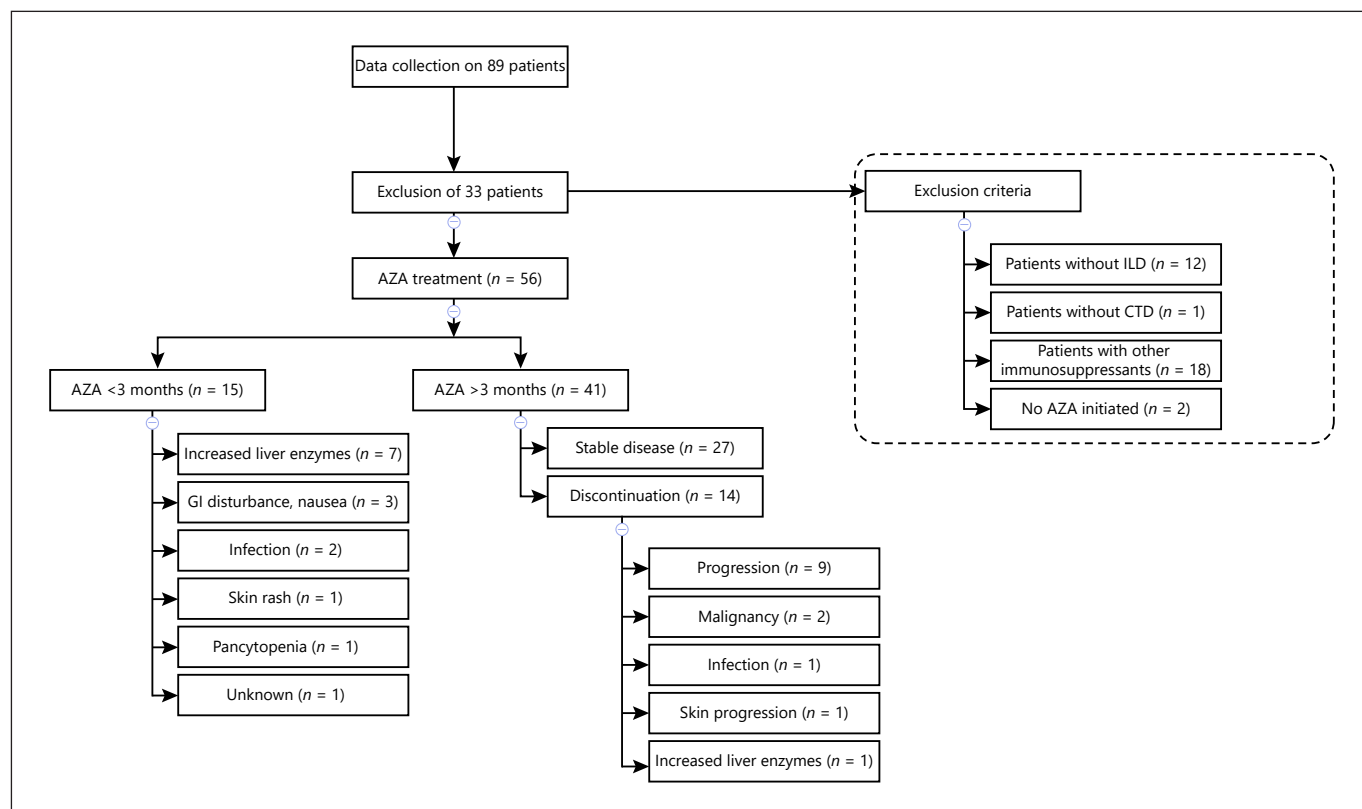 Data collection on 89 patients
Exclusion of 33 patients
Exclusion criteria
Patients without ILD (n = 12)
Patients without CTD (n = 1)
Patients with other
immunosuppressants (n = 18)
No AZA initiated (n = 2)
AZA treatment (n = 56)
AZA <3 months (n = 15)
Increased liver enzymes (n = 7)
GI disturbance, nausea (n = 3)
Infection (n = 2)
Skin rash (n = 1)
Pancytopenia (n = 1)
Unknown (n = 1)
AZA >3 months (n = 41)
Stable disease (n = 27)
Discontinuation (n = 14)
Progression (n = 9)
Malignancy (n = 2)
Infection (n = 1)
Skin progression (n = 1)
Increased liver enzymes (n = 1)